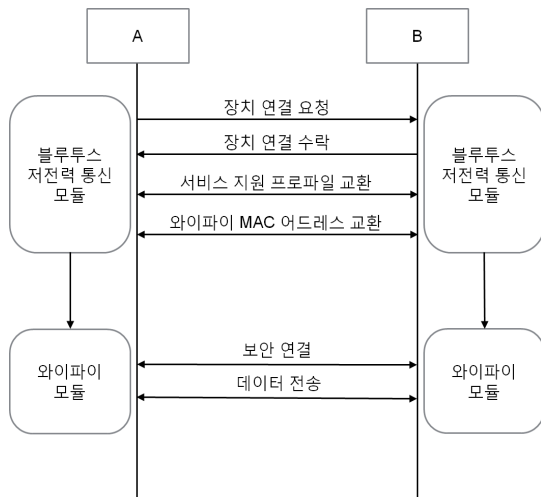 A
B
장치 연결 요청
장치 연결 수락
서비스 지원 프로파일 교환
와이파이 MAC 어드레스 교환
블루투스
저전력 통신
모듈
블루투스
저전력 통신
모듈
보안 연결
데이터 전송
와이파이
모듈
와이파이
모듈